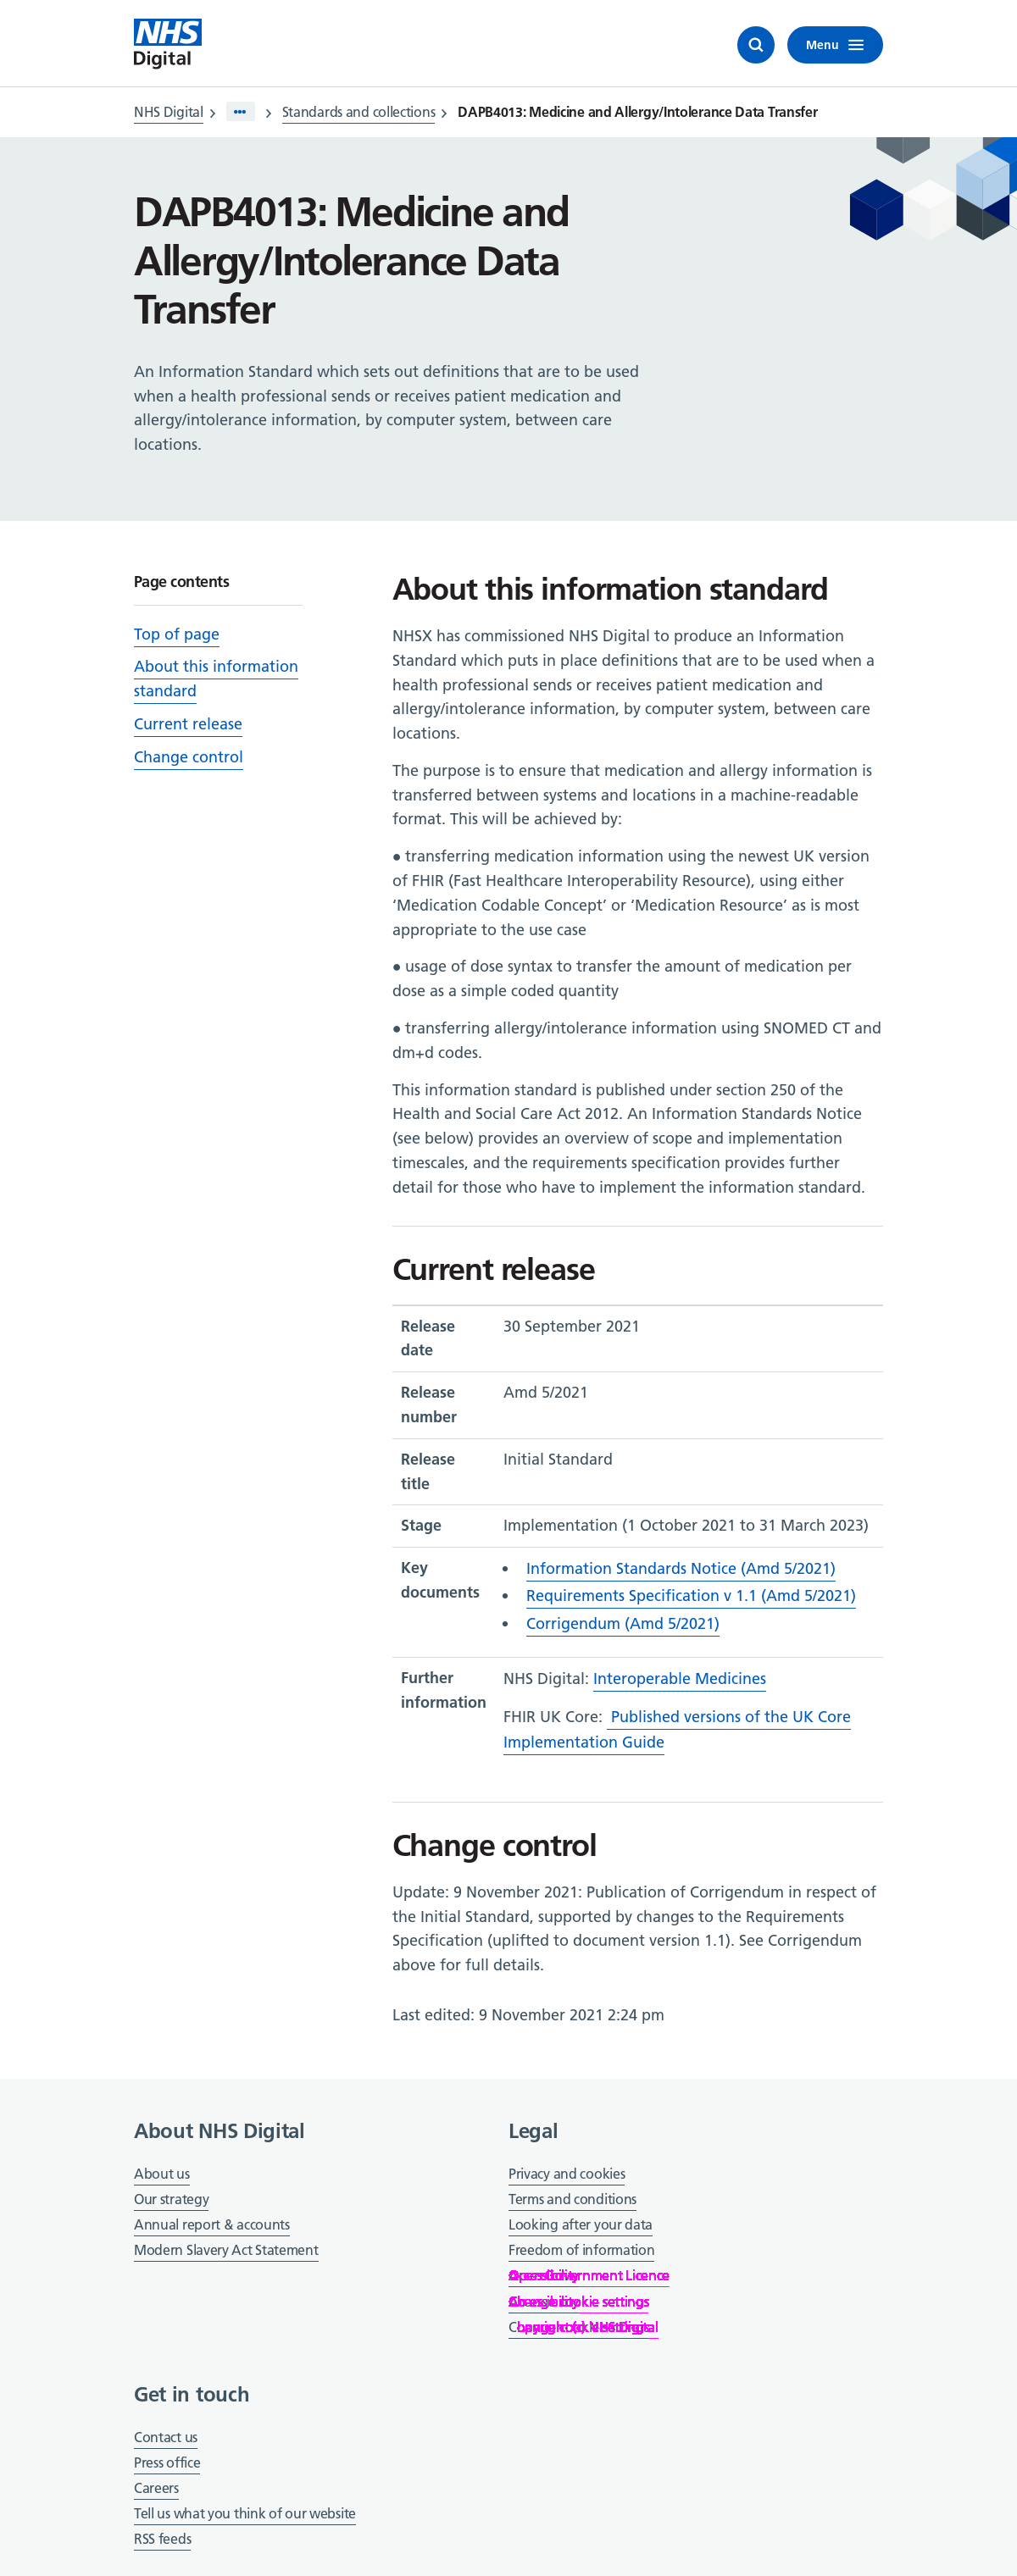 NHS
Digital
Menu
NHS Digital > ••• > Standards and collections > DAPB4013: Medicine and Allergy/Intolerance Data Transfer
DAPB4013: Medicine and
Allergy/Intolerance Data
Transfer
An Information Standard which sets out definitions that are to be used
when a health professional sends or receives patient medication and
allergy/intolerance information, by computer system, between care
locations.
Page contents
Top of page
About this information
standard
Current release
Change control
About this information standard
NHSX has commissioned NHS Digital to produce an Information
Standard which puts in place definitions that are to be used when a
health professional sends or receives patient medication and
allergy/intolerance information, by computer system, between care
locations.
The purpose is to ensure that medication and allergy information is
transferred between systems and locations in a machine-readable
format. This will be achieved by:
● transferring medication information using the newest UK version
of FHIR (Fast Healthcare Interoperability Resource), using either
‘Medication Codable Concept’ or ‘Medication Resource’ as is most
appropriate to the use case
● usage of dose syntax to transfer the amount of medication per
dose as a simple coded quantity
● transferring allergy/intolerance information using SNOMED CT and
dm+d codes.
This information standard is published under section 250 of the
Health and Social Care Act 2012. An Information Standards Notice
(see below) provides an overview of scope and implementation
timescales, and the requirements specification provides further
detail for those who have to implement the information standard.
Current release
Release
date
30 September 2021
Release
number
Amd 5/2021
Release
title
Initial Standard
Stage
Implementation (1 October 2021 to 31 March 2023)
Key
documents
• Information Standards Notice (Amd 5/2021)
• Requirements Specification v 1.1 (Amd 5/2021)
• Corrigendum (Amd 5/2021)
Further
information
NHS Digital: Interoperable Medicines
FHIR UK Core: Published versions of the UK Core
Implementation Guide
Change control
Update: 9 November 2021: Publication of Corrigendum in respect of
the Initial Standard, supported by changes to the Requirements
Specification (uplifted to document version 1.1). See Corrigendum
above for full details.
Last edited: 9 November 2021 2:24 pm
About NHS Digital
About us
Our strategy
Annual report & accounts
Modern Slavery Act Statement
Legal
Privacy and cookies
Terms and conditions
Looking after your data
Freedom of information
Government Licence
cookie settings
NHS Digital
Get in touch
Contact us
Press office
Careers
Tell us what you think of our website
RSS feeds